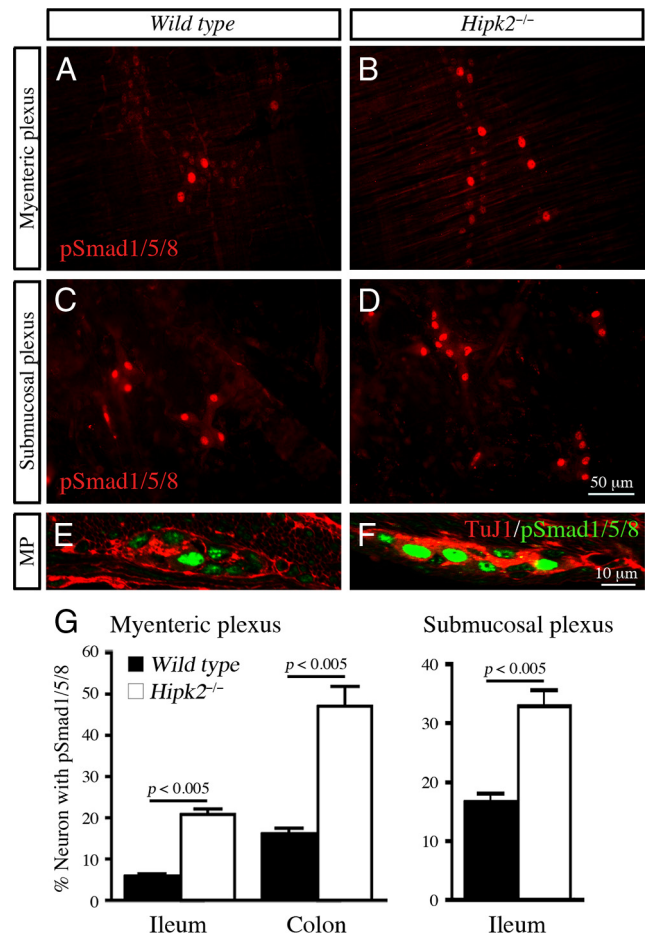 Wild type
Hipk2–/–
Myenteric plexus
A
B
pSmad1/5/8
Submucosal plexus
C
D
pSmad1/5/8
50 µm
MP
E
F
TuJ1/pSmad1/5/8
10 µm
G
Myenteric plexus
Submucosal plexus
% Neuron with pSmad1/5/8
60
50
40
30
20
10
0
Wild type
Hipk2–/–
p < 0.005
p < 0.005
Ileum
Colon
40
30
20
10
0
p < 0.005
Ileum